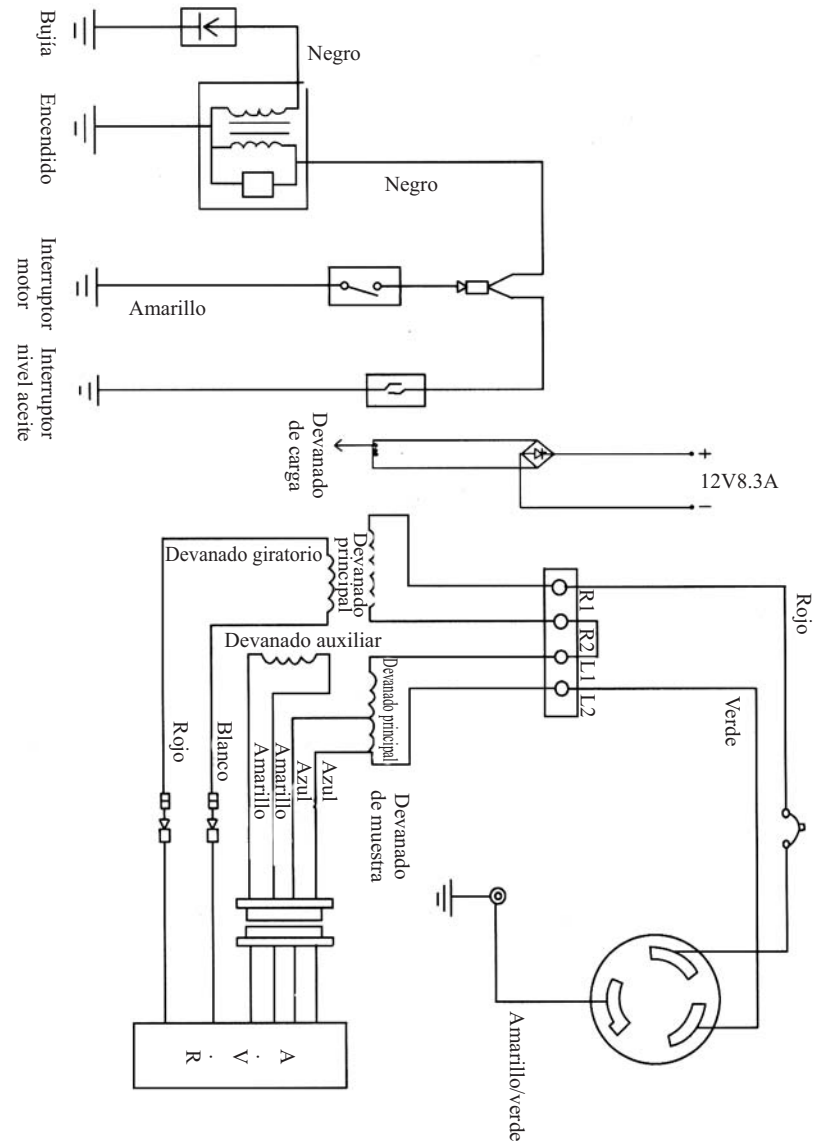 Bujía
Negro
Encendido
Negro
Interruptor
motor
Amarillo
Interruptor
nivel aceite
Devanado
de carga
+
12V8.3A
−
Devanado giratorio
Devanado
principal
Devanado auxiliar
Devanado principal
R1
R2
L1
L2
Rojo
Verde
Rojo
Blanco
Amarillo
Amarillo
Azul
Azul
Devanado
de muestra
Amarillo/verde
A . V . R